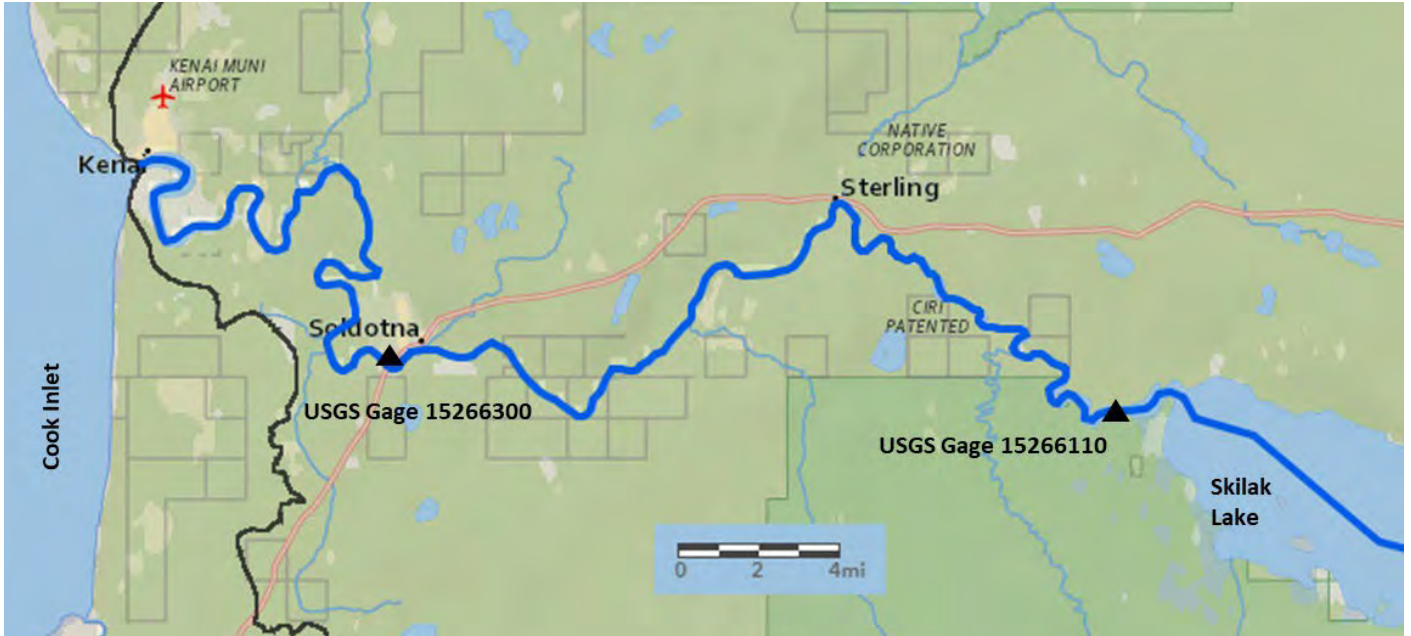 KENAI MUNI
AIRPORT
Kenai
NATIVE
CORPORATION
Sterling
CIRI
PATENTED
Soldotna
USGS Gage 15266300
USGS Gage 15266110
Cook Inlet
Skilak
Lake
0 2 4mi